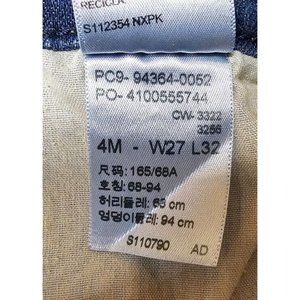 RECICLA
S112354 NXPK
PC9- 94364-0052
PO- 4100555744
CW- 3322
3256
4M - W27 L32
尺码: 165/68A
호칭: 68-94
허리둘레: 68 cm
엉덩이둘레: 94 cm
S110790 AD